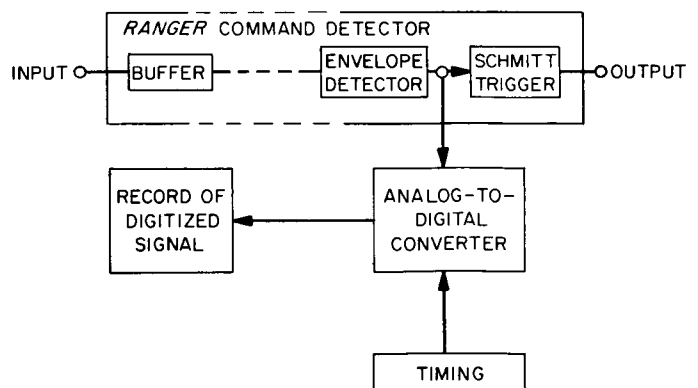 RANGER COMMAND DETECTOR
INPUT
BUFFER
ENVELOPE
DETECTOR
SCHMITT
TRIGGER
OUTPUT
RECORD OF
DIGITIZED
SIGNAL
ANALOG-TO-
DIGITAL
CONVERTER
TIMING